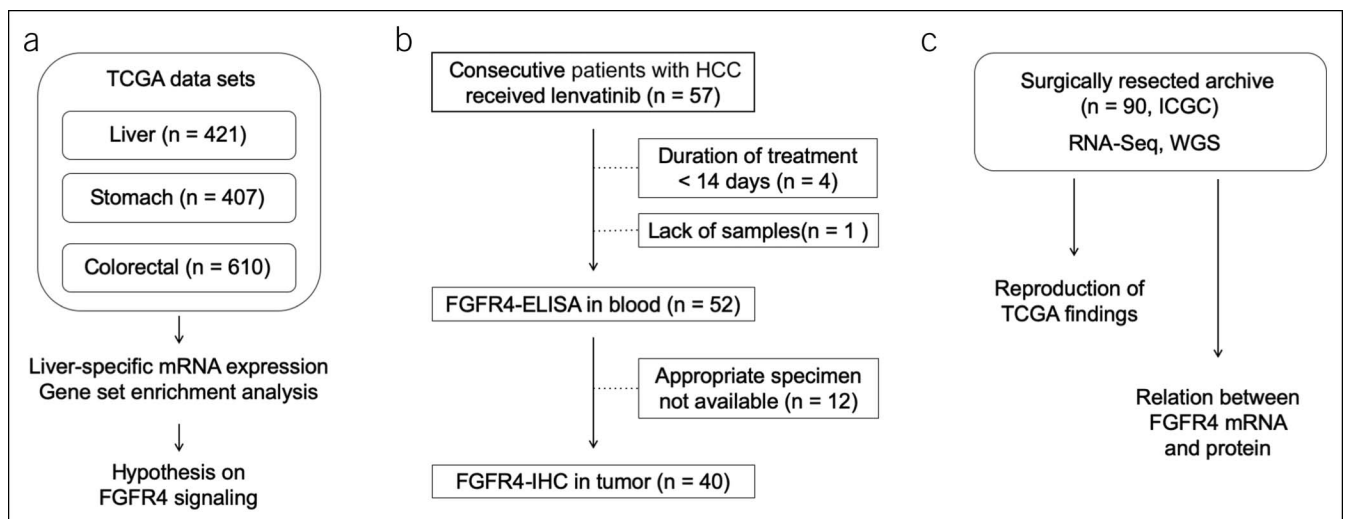 a
TCGA data sets
Liver (n = 421)
Stomach (n = 407)
Colorectal (n = 610)
Liver-specific mRNA expression
Gene set enrichment analysis
Hypothesis on
FGFR4 signaling
b
Consecutive patients with HCC
received lenvatinib (n = 57)
Duration of treatment
< 14 days (n = 4)
Lack of samples(n = 1 )
FGFR4-ELISA in blood (n = 52)
Appropriate specimen
not available (n = 12)
FGFR4-IHC in tumor (n = 40)
c
Surgically resected archive
(n = 90, ICGC)
RNA-Seq, WGS
Reproduction of
TCGA findings
Relation between
FGFR4 mRNA
and protein